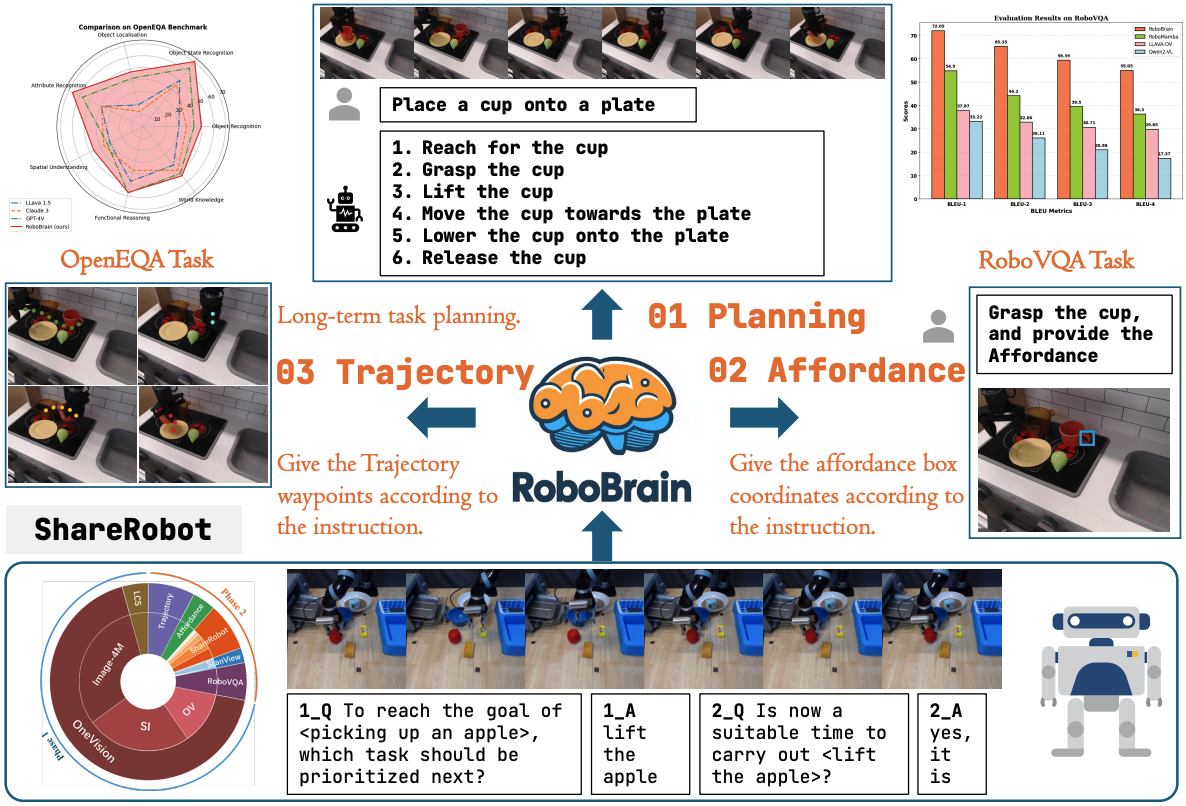 Comparison on OpenEQA Benchmark
Object Localisation
Object State Recognition
Attribute Recognition
Object Recognition
Spatial Understanding
World Knowledge
Functional Reasoning
10
20
30
40
50
60
70
LLava 1.5
Claude 3
GPT-4V
RoboBrain (ours)
OpenEQA Task
Place a cup onto a plate
1. Reach for the cup
2. Grasp the cup
3. Lift the cup
4. Move the cup towards the plate
5. Lower the cup onto the plate
6. Release the cup
Evaluation Results on RoboVQA
RoboBrain
RoboMamba
LLAVA-OV
Qwen2-VL
Scores
70
60
50
40
30
20
10
0
72.05
54.9
37.87
33.22
65.35
44.2
32.86
26.11
59.39
39.5
30.71
20.98
55.05
36.3
29.85
17.37
BLEU-1
BLEU-2
BLEU-3
BLEU-4
BLEU Metrics
RoboVQA Task
Long-term task planning.
01 Planning
03 Trajectory
02 Affordance
Give the Trajectory
waypoints according to
the instruction.
RoboBrain
Give the affordance box
coordinates according to
the instruction.
Grasp the cup,
and provide the
Affordance
ShareRobot
Phase 1
Phase 2
LCS
Trajectory
Affordance
ShareRobot
ScanView
RoboVQA
Image-4M
OV
SI
OneVision
1_Q To reach the goal of
<picking up an apple>,
which task should be
prioritized next?
1_A
lift
the
apple
2_Q Is now a
suitable time to
carry out <lift
the apple>?
2_A
yes,
it
is